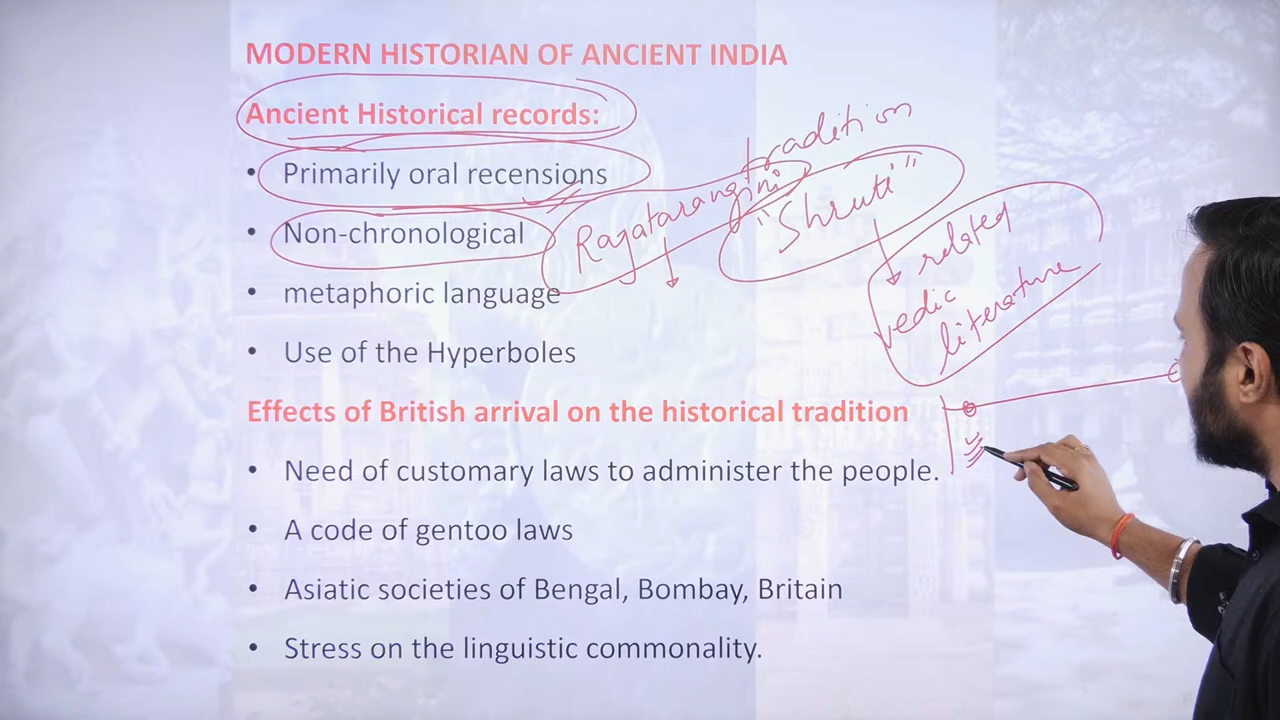 MODERN HISTORIAN OF ANCIENT INDIA
Ancient Historical records:
• Primarily oral recensions
• Non-chronological
• metaphoric language
• Use of the Hyperboles
tradition
Rajatarangini
"Shruti"
related
vedic
literature
Effects of British arrival on the historical tradition
• Need of customary laws to administer the people.
• A code of gentoo laws
• Asiatic societies of Bengal, Bombay, Britain
• Stress on the linguistic commonality.